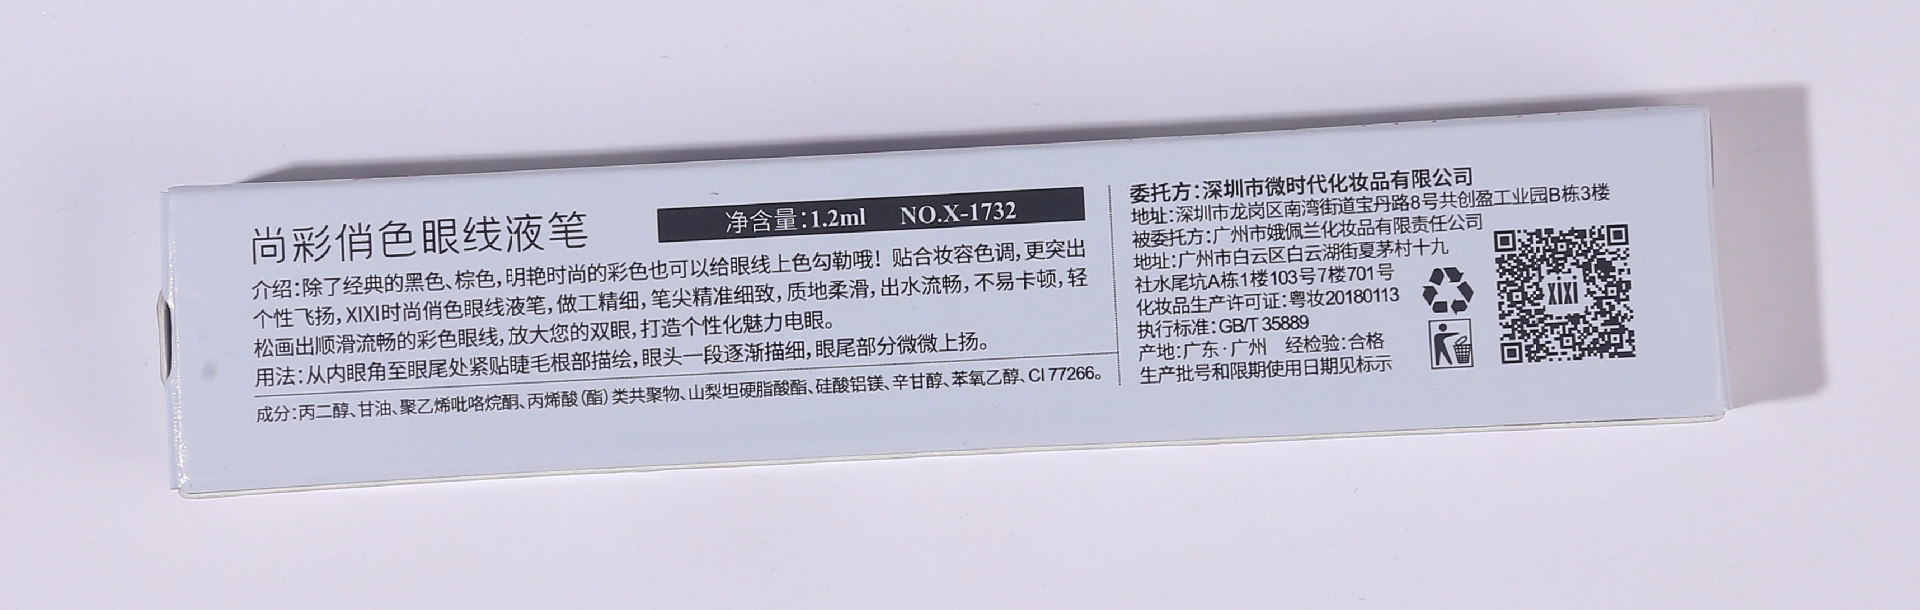 尚彩俏色眼线液笔
净含量:1.2ml NO.X-1732
介绍:除了经典的黑色、棕色,明艳时尚的彩色也可以给眼线上色勾勒哦！贴合妆容色调,更突出
个性飞扬,XIXI时尚俏色眼线液笔,做工精细,笔尖精准细致,质地柔滑,出水流畅,不易卡顿,轻
松画出顺滑流畅的彩色眼线,放大您的双眼,打造个性化魅力电眼。
用法:从内眼角至眼尾处紧贴睫毛根部描绘,眼头一段逐渐描细,眼尾部分微微上扬。
成分:丙二醇、甘油、聚乙烯吡咯烷酮、丙烯酸(酯)类共聚物、山梨坦硬脂酸酯、硅酸铝镁、辛甘醇、苯氧乙醇、CI 77266。
委托方:深圳市微时代化妆品有限公司
地址:深圳市龙岗区南湾街道宝丹路8号共创盈工业园B栋3楼
被委托方:广州市娥佩兰化妆品有限责任公司
地址:广州市白云区白云湖街夏茅村十九
社水尾坑A栋1楼103号7楼701号
化妆品生产许可证:粤妆20180113
执行标准:GB/T 35889
产地:广东·广州 经检验:合格
生产批号和限期使用日期见标示
xixi